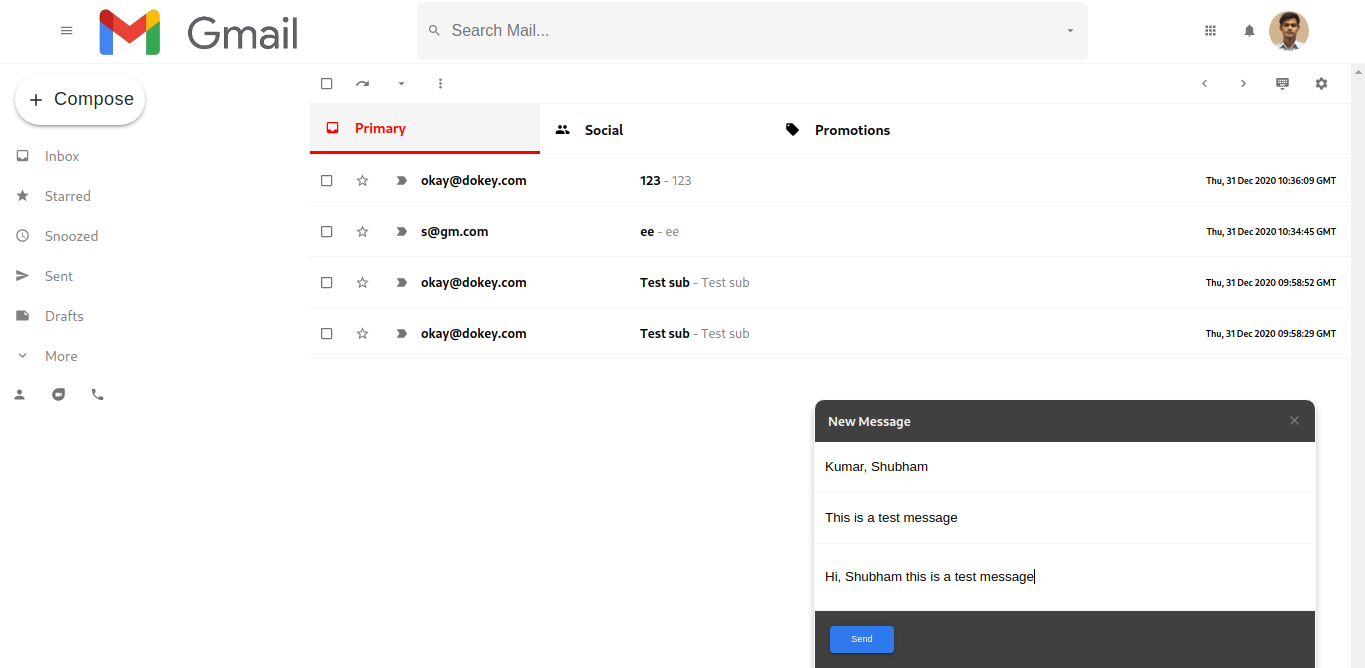 Gmail
Search Mail...
Compose
Inbox
Starred
Snoozed
Sent
Drafts
More
Primary Social Promotions
okay@dokey.com 123 - 123 Thu, 31 Dec 2020 10:36:09 GMT
s@gm.com ee - ee Thu, 31 Dec 2020 10:34:45 GMT
okay@dokey.com Test sub - Test sub Thu, 31 Dec 2020 09:58:52 GMT
okay@dokey.com Test sub - Test sub Thu, 31 Dec 2020 09:58:29 GMT
New Message
Kumar, Shubham
This is a test message
Hi, Shubham this is a test message
Send